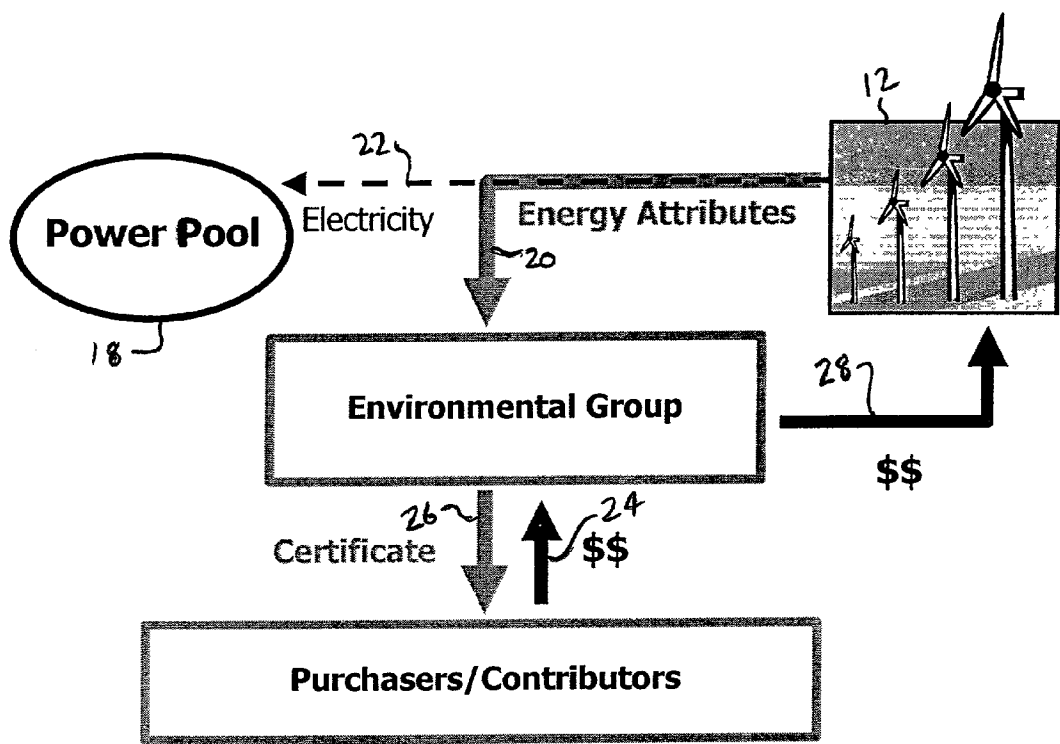 12
22
Power Pool
Electricity
Energy Attributes
20
18
Environmental Group
28
$$
26
24
Certificate
$$
Purchasers/Contributors